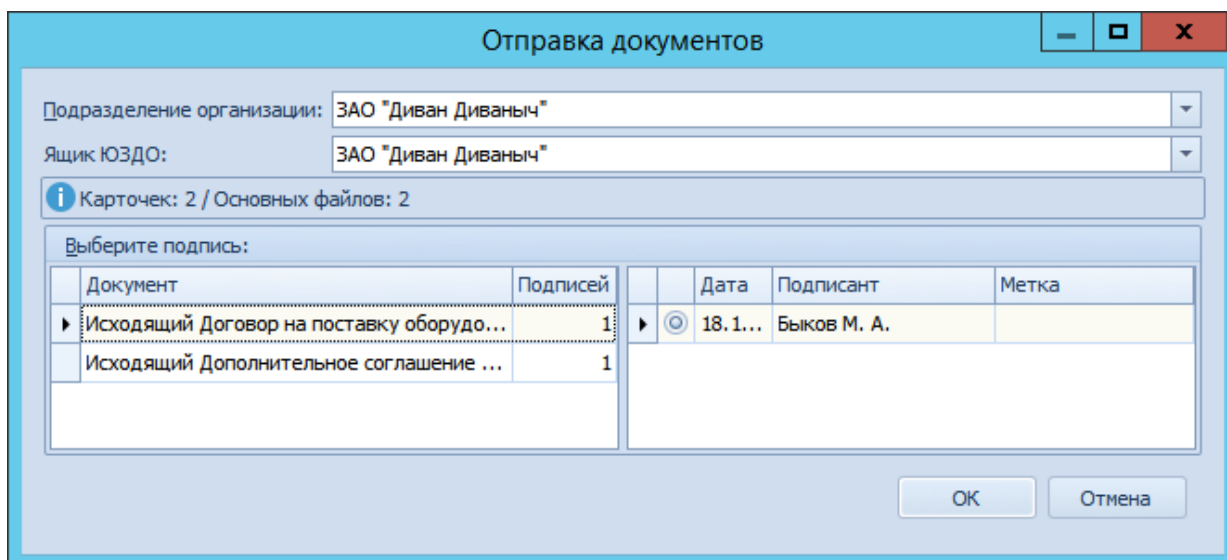 Отправка документов
Подразделение организации: ЗАО "Диван Диваныч"
Ящик ЮЗДО: ЗАО "Диван Диваныч"
Карточек: 2 / Основных файлов: 2
Выберите подпись:
Документ Подписей Дата Подписант Метка
Исходящий Договор на поставку оборудо... 1 18.1... Быков М. А.
Исходящий Дополнительное соглашение ... 1
ОК Отмена